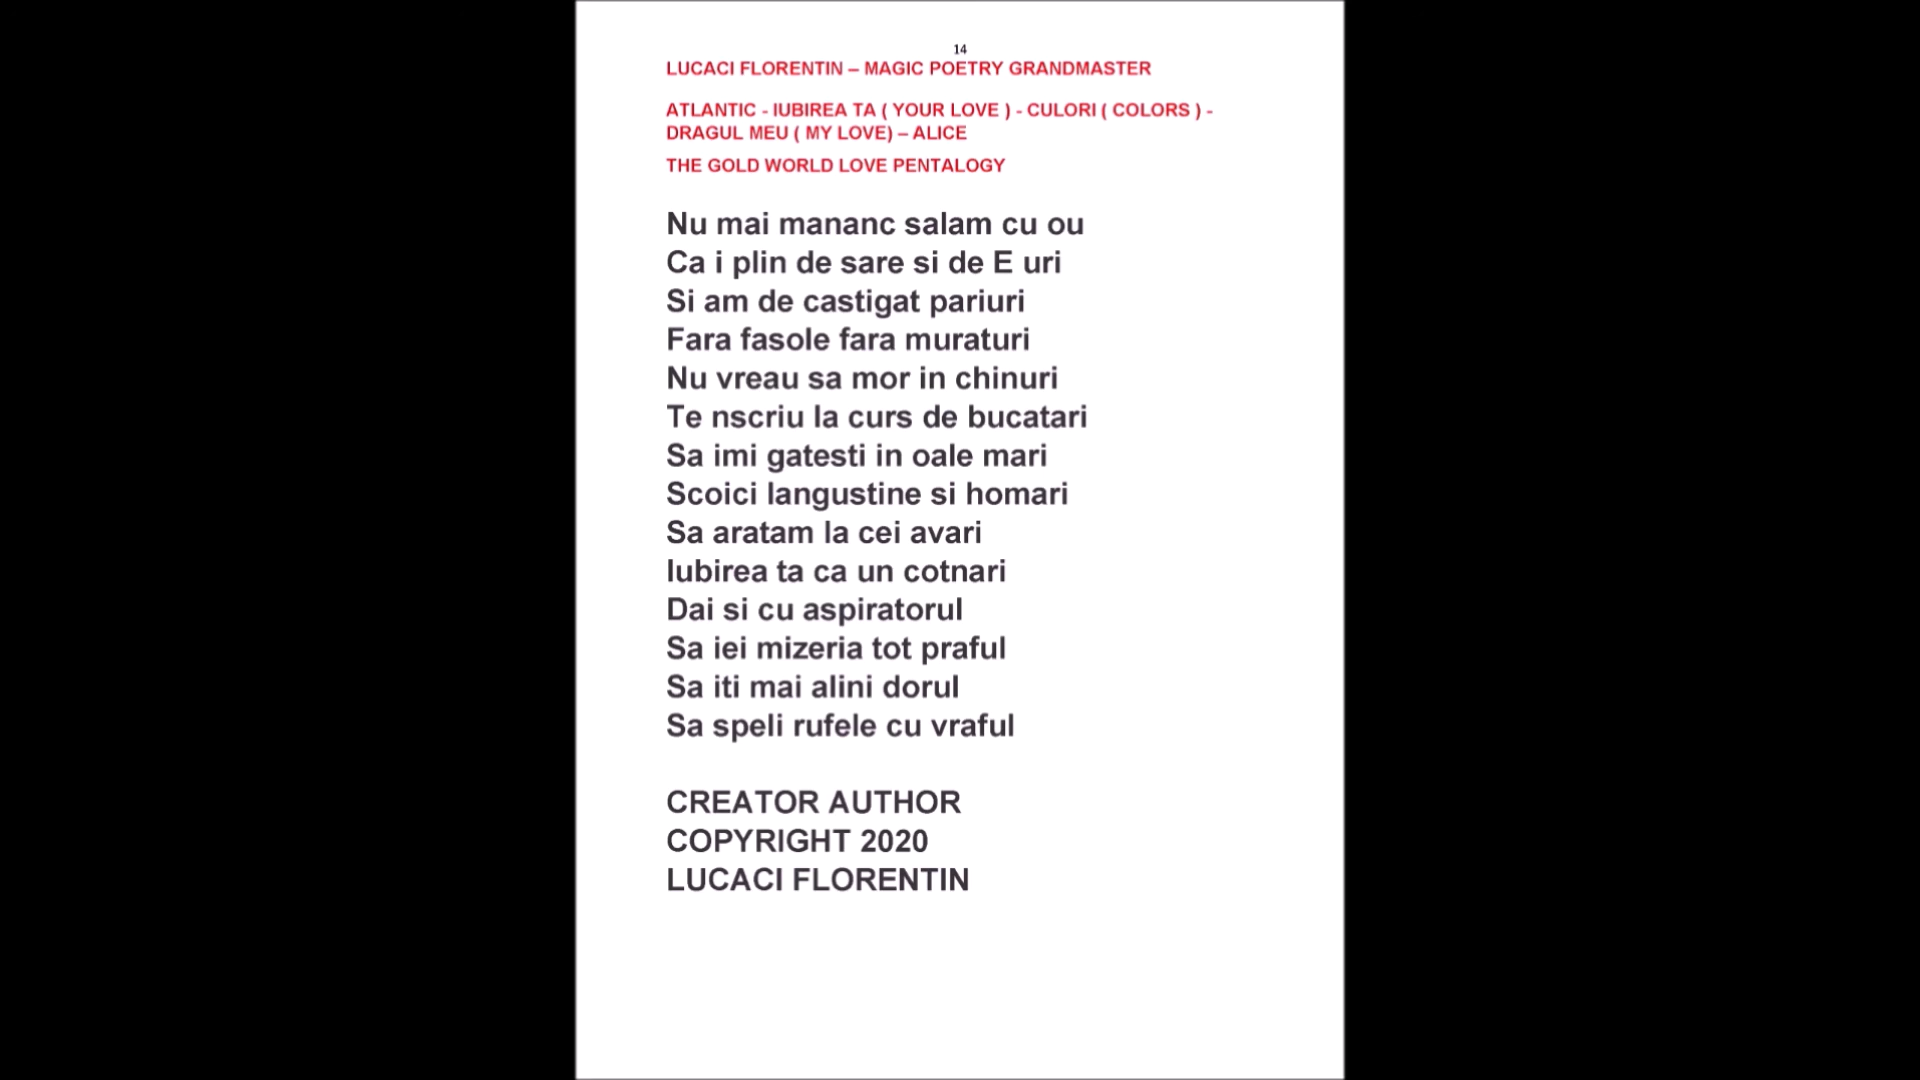 14
LUCACI FLORENTIN – MAGIC POETRY GRANDMASTER
ATLANTIC - IUBIREA TA ( YOUR LOVE ) - CULORI ( COLORS ) -
DRAGUL MEU ( MY LOVE) – ALICE
THE GOLD WORLD LOVE PENTALOGY
Nu mai mananc salam cu ou
Ca i plin de sare si de E uri
Si am de castigat pariuri
Fara fasole fara muraturi
Nu vreau sa mor in chinuri
Te nscriu la curs de bucatari
Sa imi gatesti in oale mari
Scoici langustine si homari
Sa aratam la cei avari
Iubirea ta ca un cotnari
Dai si cu aspiratorul
Sa iei mizeria tot praful
Sa iti mai alini dorul
Sa speli rufele cu vraful
CREATOR AUTHOR
COPYRIGHT 2020
LUCACI FLORENTIN